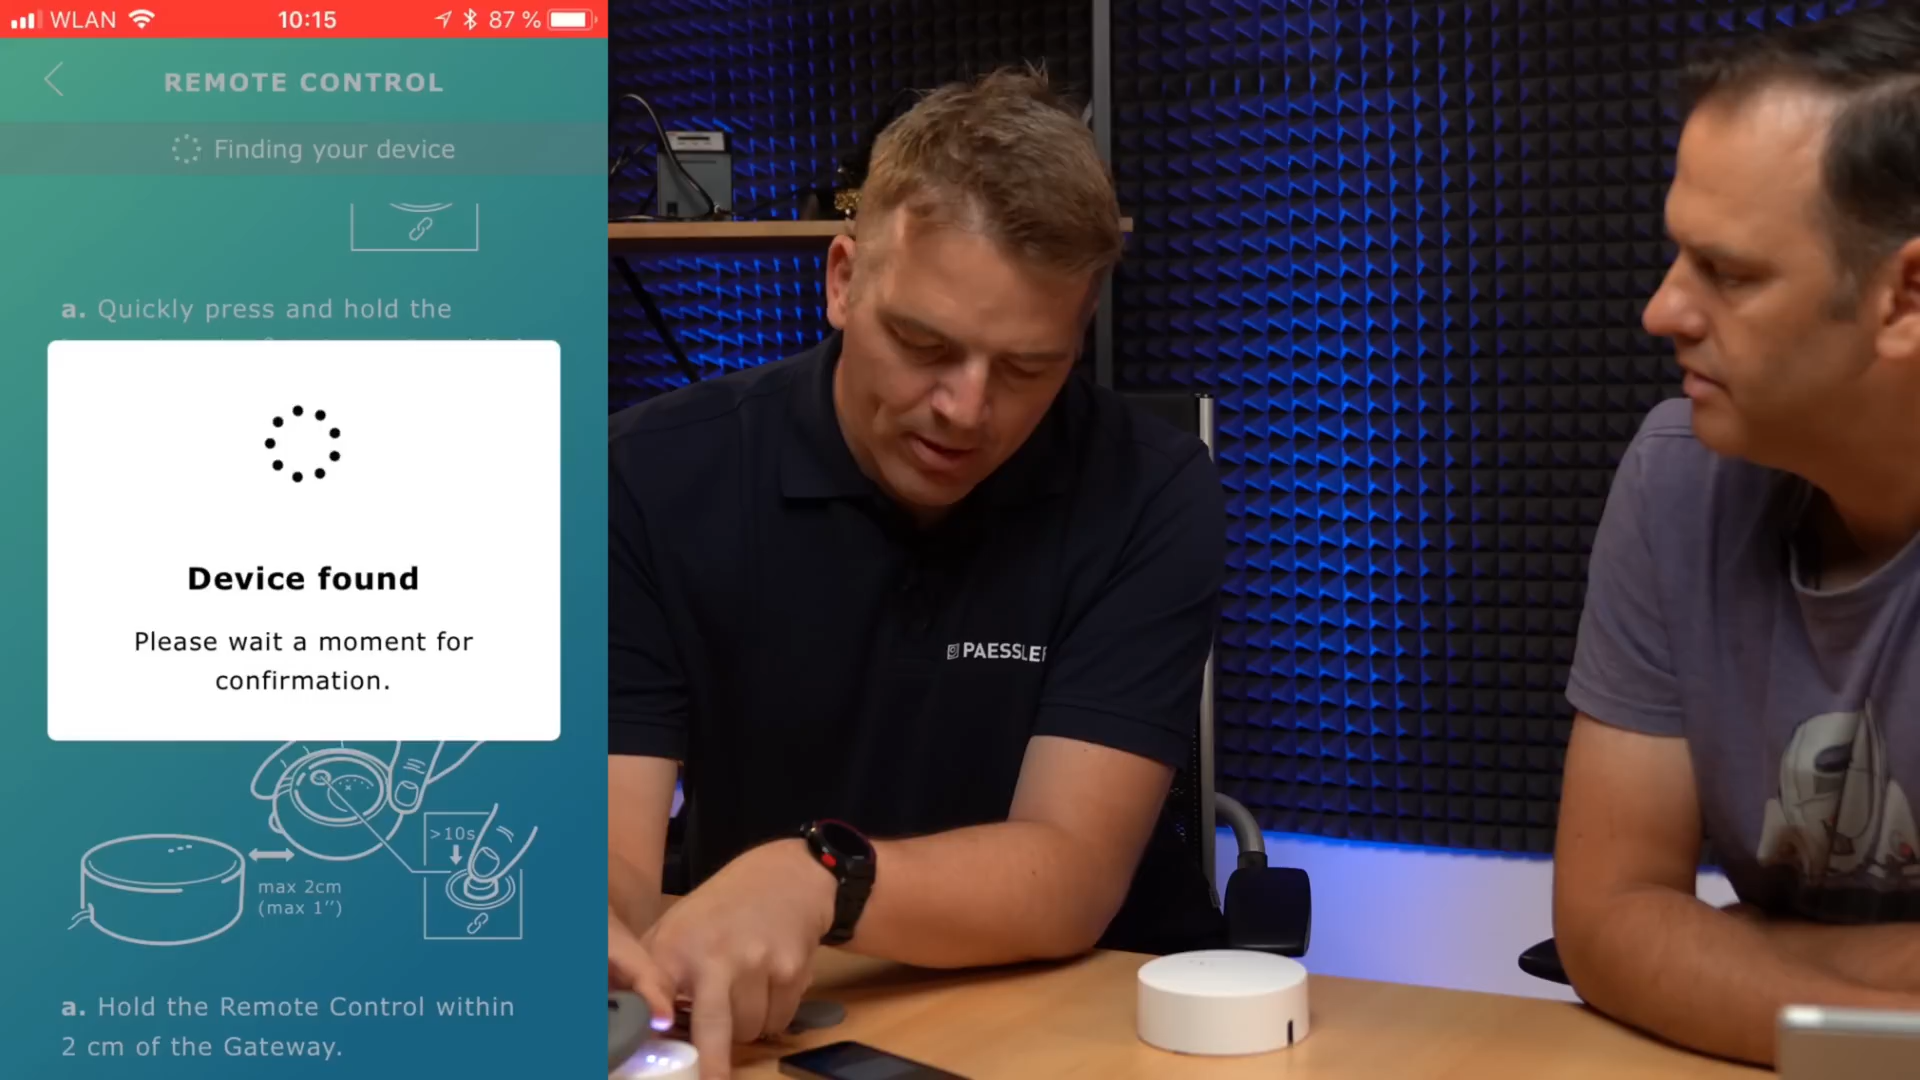 WLAN 10:15 87 %
REMOTE CONTROL
Finding your device
a. Quickly press and hold the
Device found
Please wait a moment for
confirmation.
>10s
max 2cm
(max 1’’)
a. Hold the Remote Control within
2 cm of the Gateway.
PAESSLER